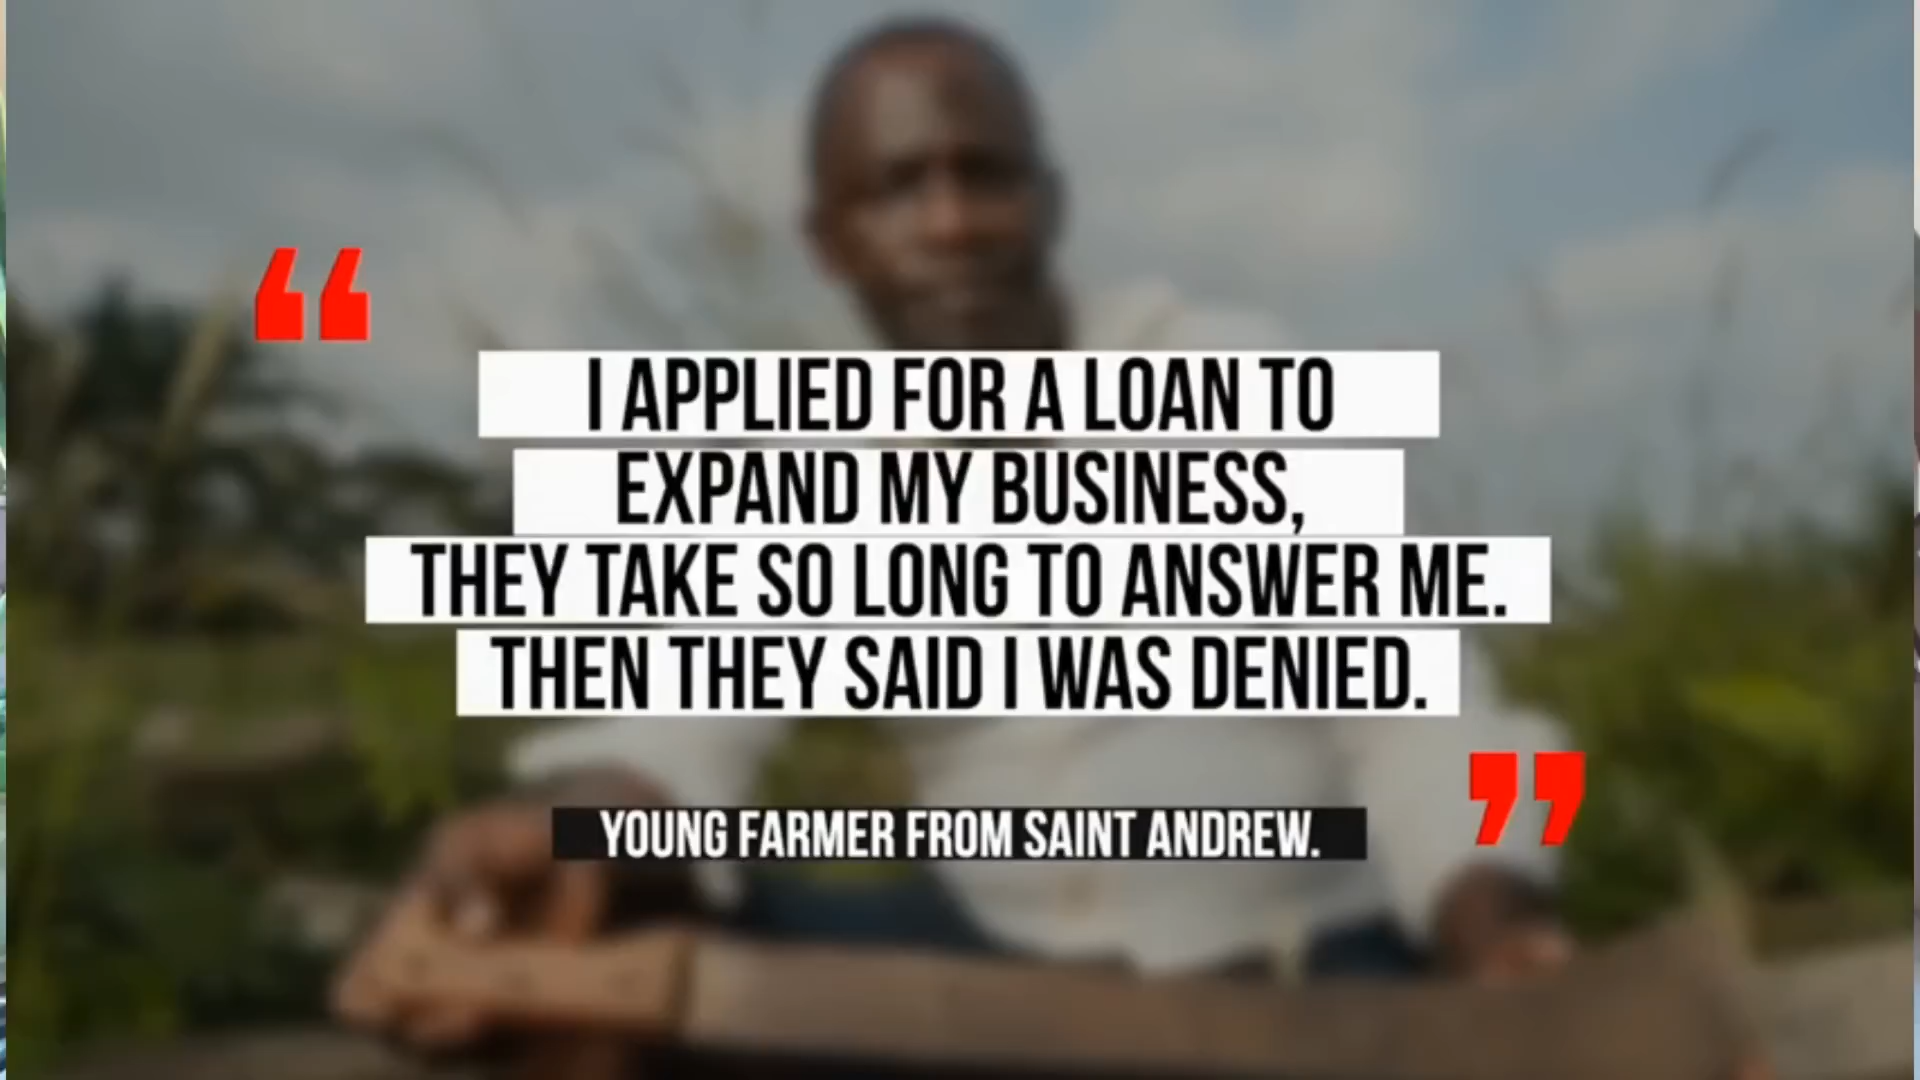 “
I APPLIED FOR A LOAN TO
EXPAND MY BUSINESS,
THEY TAKE SO LONG TO ANSWER ME.
THEN THEY SAID I WAS DENIED.
”
YOUNG FARMER FROM SAINT ANDREW.